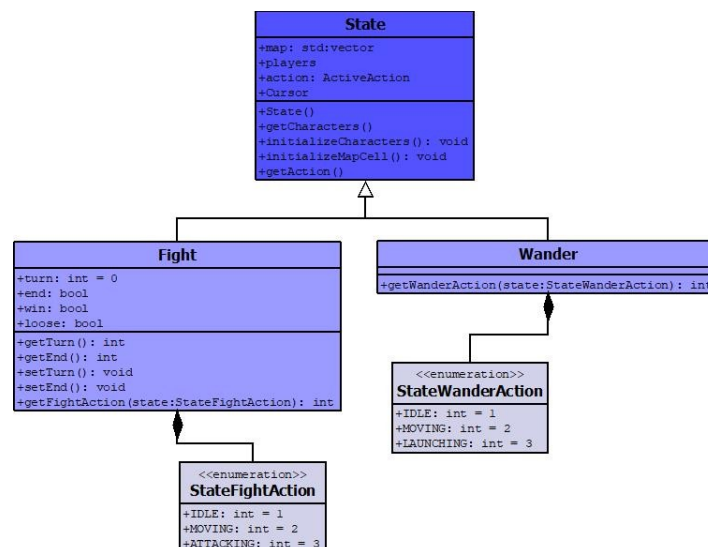 State
+map: std:vector
+players
+action: ActiveAction
+Cursor
+State()
+getCharacters()
+initializeCharacters(): void
+initializeMapCell(): void
+getAction()
Fight
+turn: int = 0
+end: bool
+win: bool
+loose: bool
+getTurn(): int
+getEnd(): int
+setTurn(): void
+setEnd(): void
+getFightAction(state:StateFightAction): int
Wander
+getWanderAction(state:StateWanderAction): int
<<enumeration>>
StateWanderAction
+IDLE: int = 1
+MOVING: int = 2
+LAUNCHING: int = 3
<<enumeration>>
StateFightAction
+IDLE: int = 1
+MOVING: int = 2
+ATTACKING: int = 3